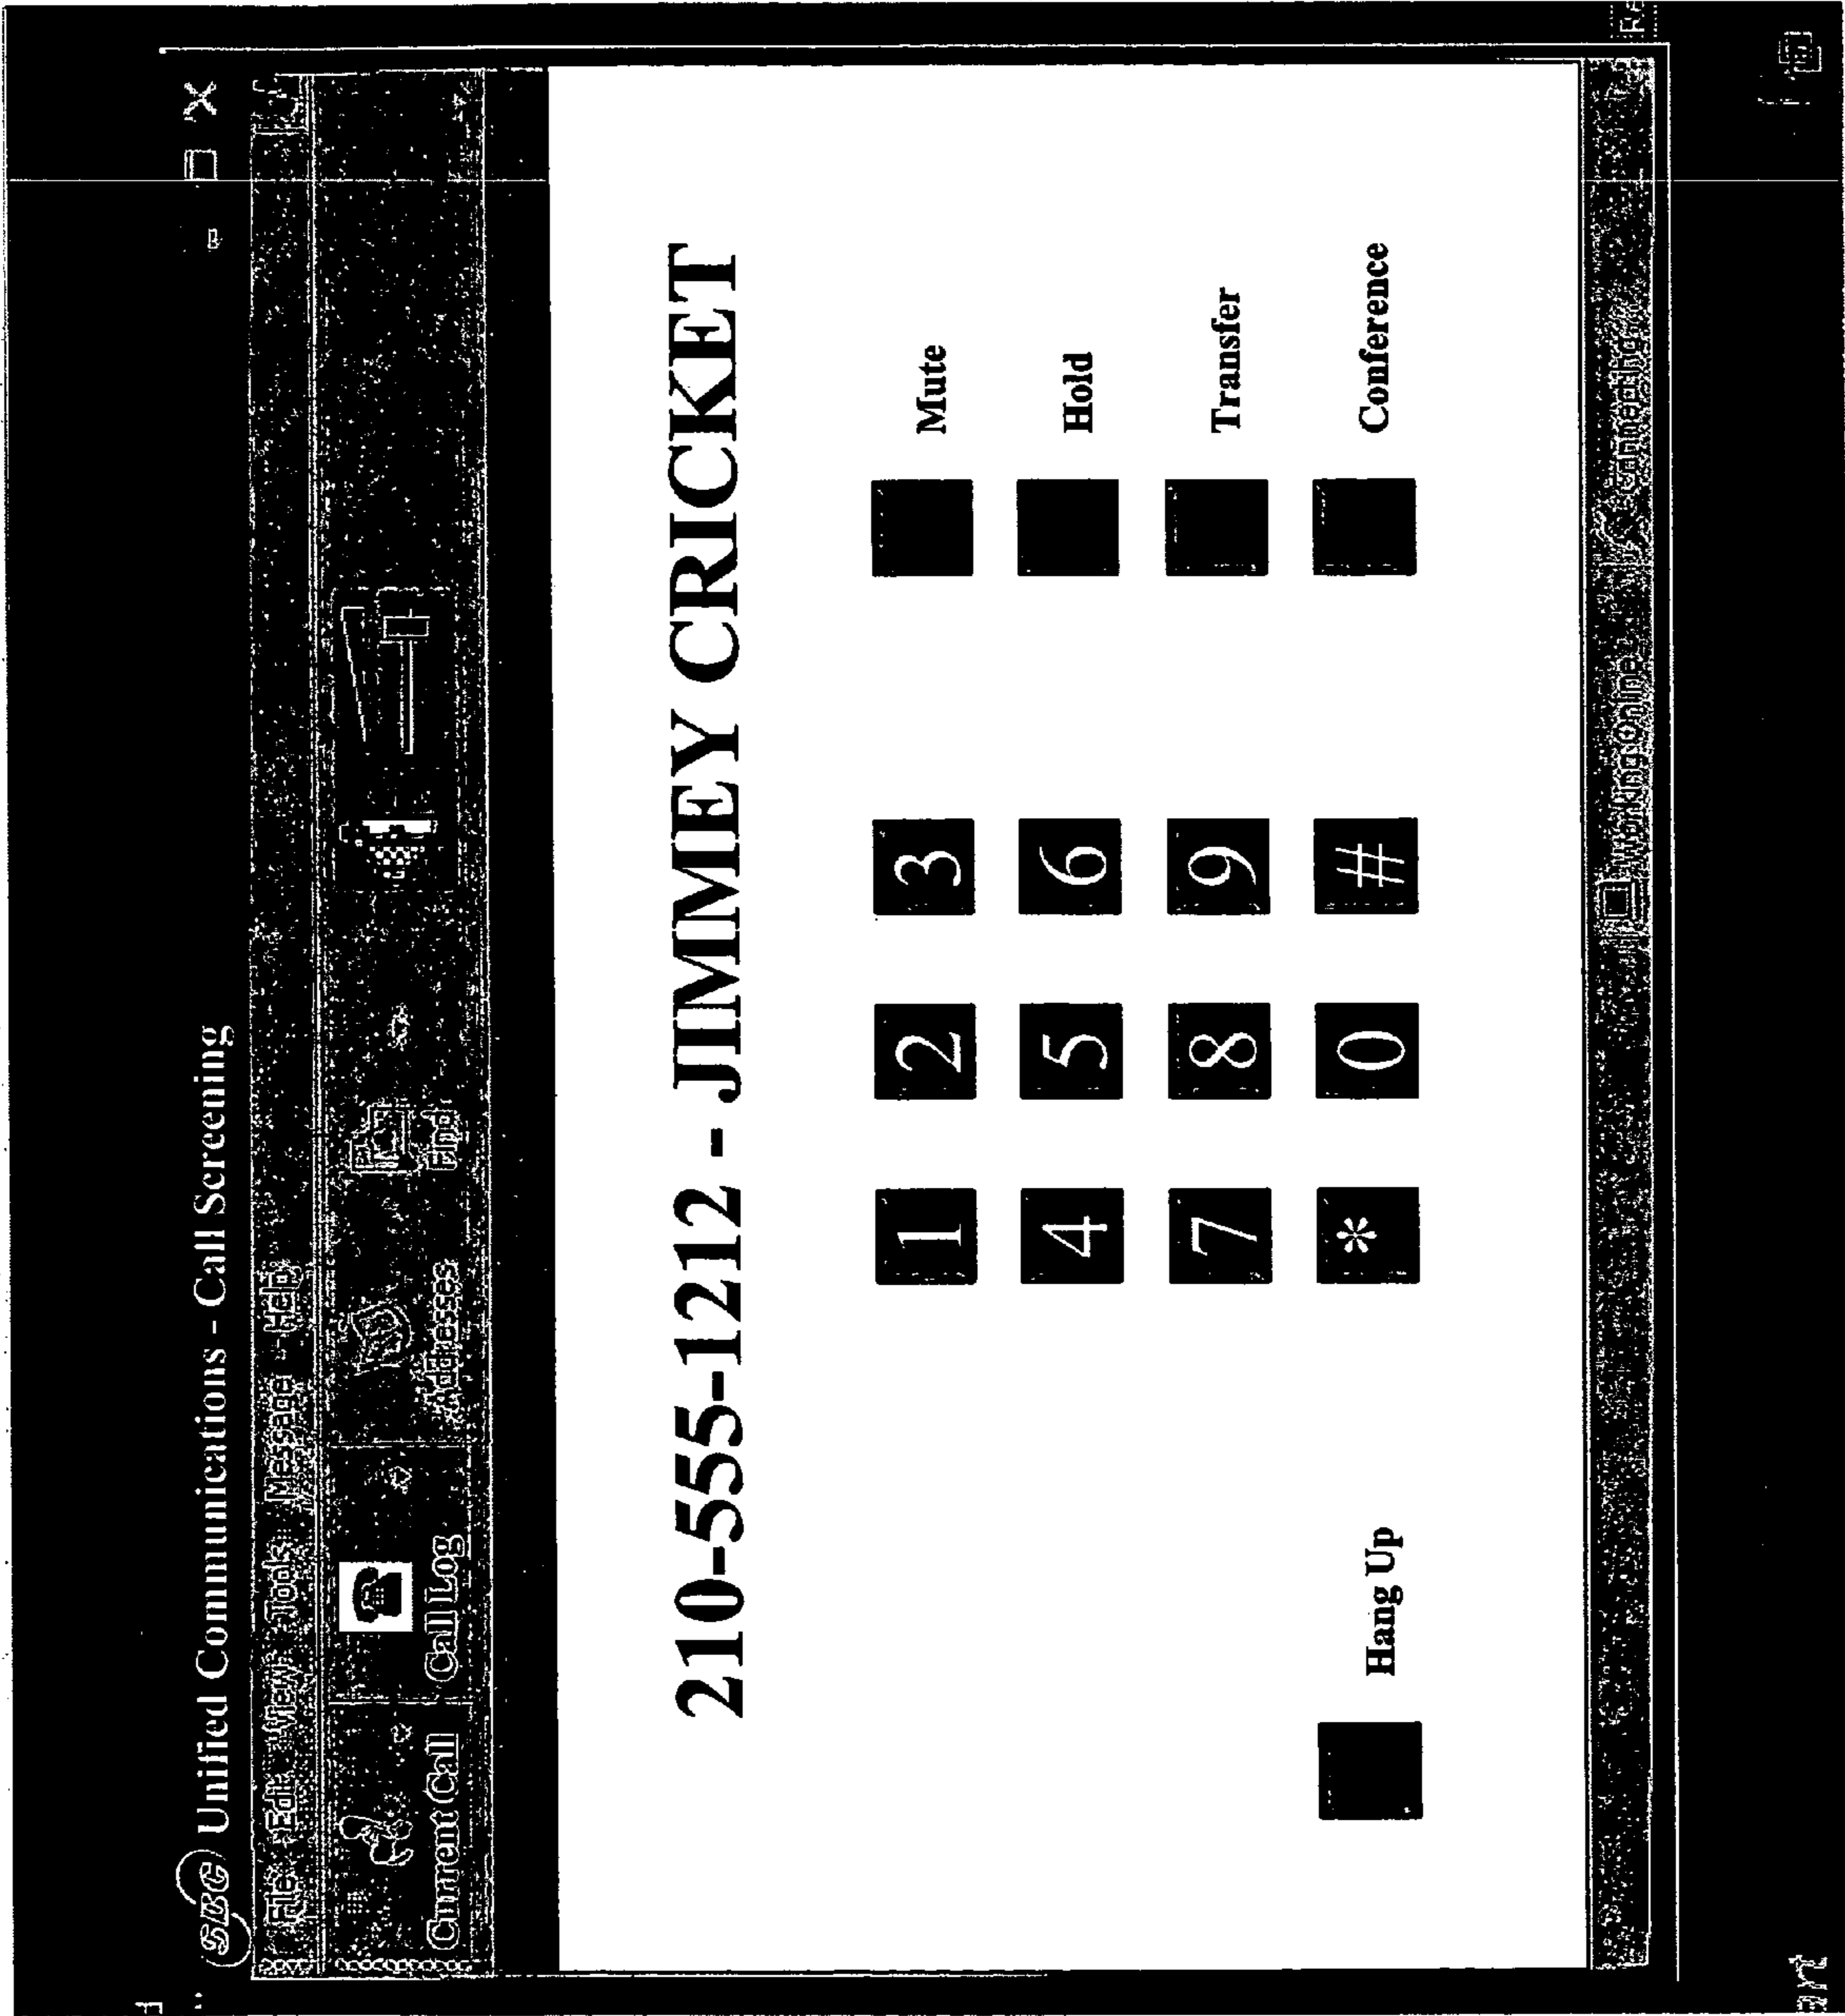 SBC Unified Communications - Call Screening
File Edit View Tools Message Help
Current Call Call Log Addresses Find
210-555-1212 - JIMMEY CRICKET
1 2 3 Mute
4 5 6 Hold
7 8 9 Transfer
Hang Up * 0 # Conference
Working Online